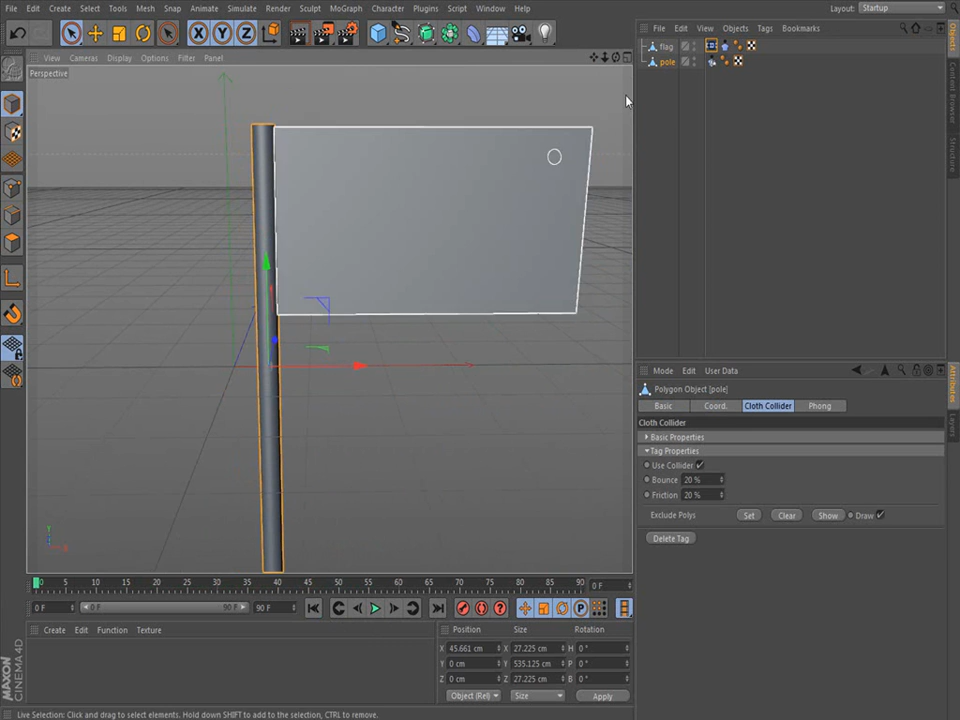 File Edit Create Select Tools Mesh Snap Animate Simulate Render Sculpt MoGraph Character Plugins Script Window Help Layout: Startup
X Y Z
File Edit View Objects Tags Bookmarks
flag
pole
View Cameras Display Options Filter Panel
Perspective
Objects
Content Browser
Structure
Mode Edit User Data
Polygon Object [pole]
Basic Coord. Cloth Collider Phong
Cloth Collider
Basic Properties
Tag Properties
Use Collider
Bounce 20 %
Friction 20 %
Exclude Polys Set Clear Show Draw
Delete Tag
Attributes
Layers
0 5 10 15 20 25 30 35 40 45 50 55 60 65 70 75 80 85 90 0 F
0 F 0 F 90 F 90 F
Create Edit Function Texture
Position Size Rotation
X 45.661 cm X 27.225 cm H 0 °
Y 0 cm Y 535.125 cm P 0 °
Z 0 cm Z 27.225 cm B 0 °
Object (Rel) Size Apply
MAXON
CINEMA 4D
Live Selection: Click and drag to select elements. Hold down SHIFT to add to the selection, CTRL to remove.